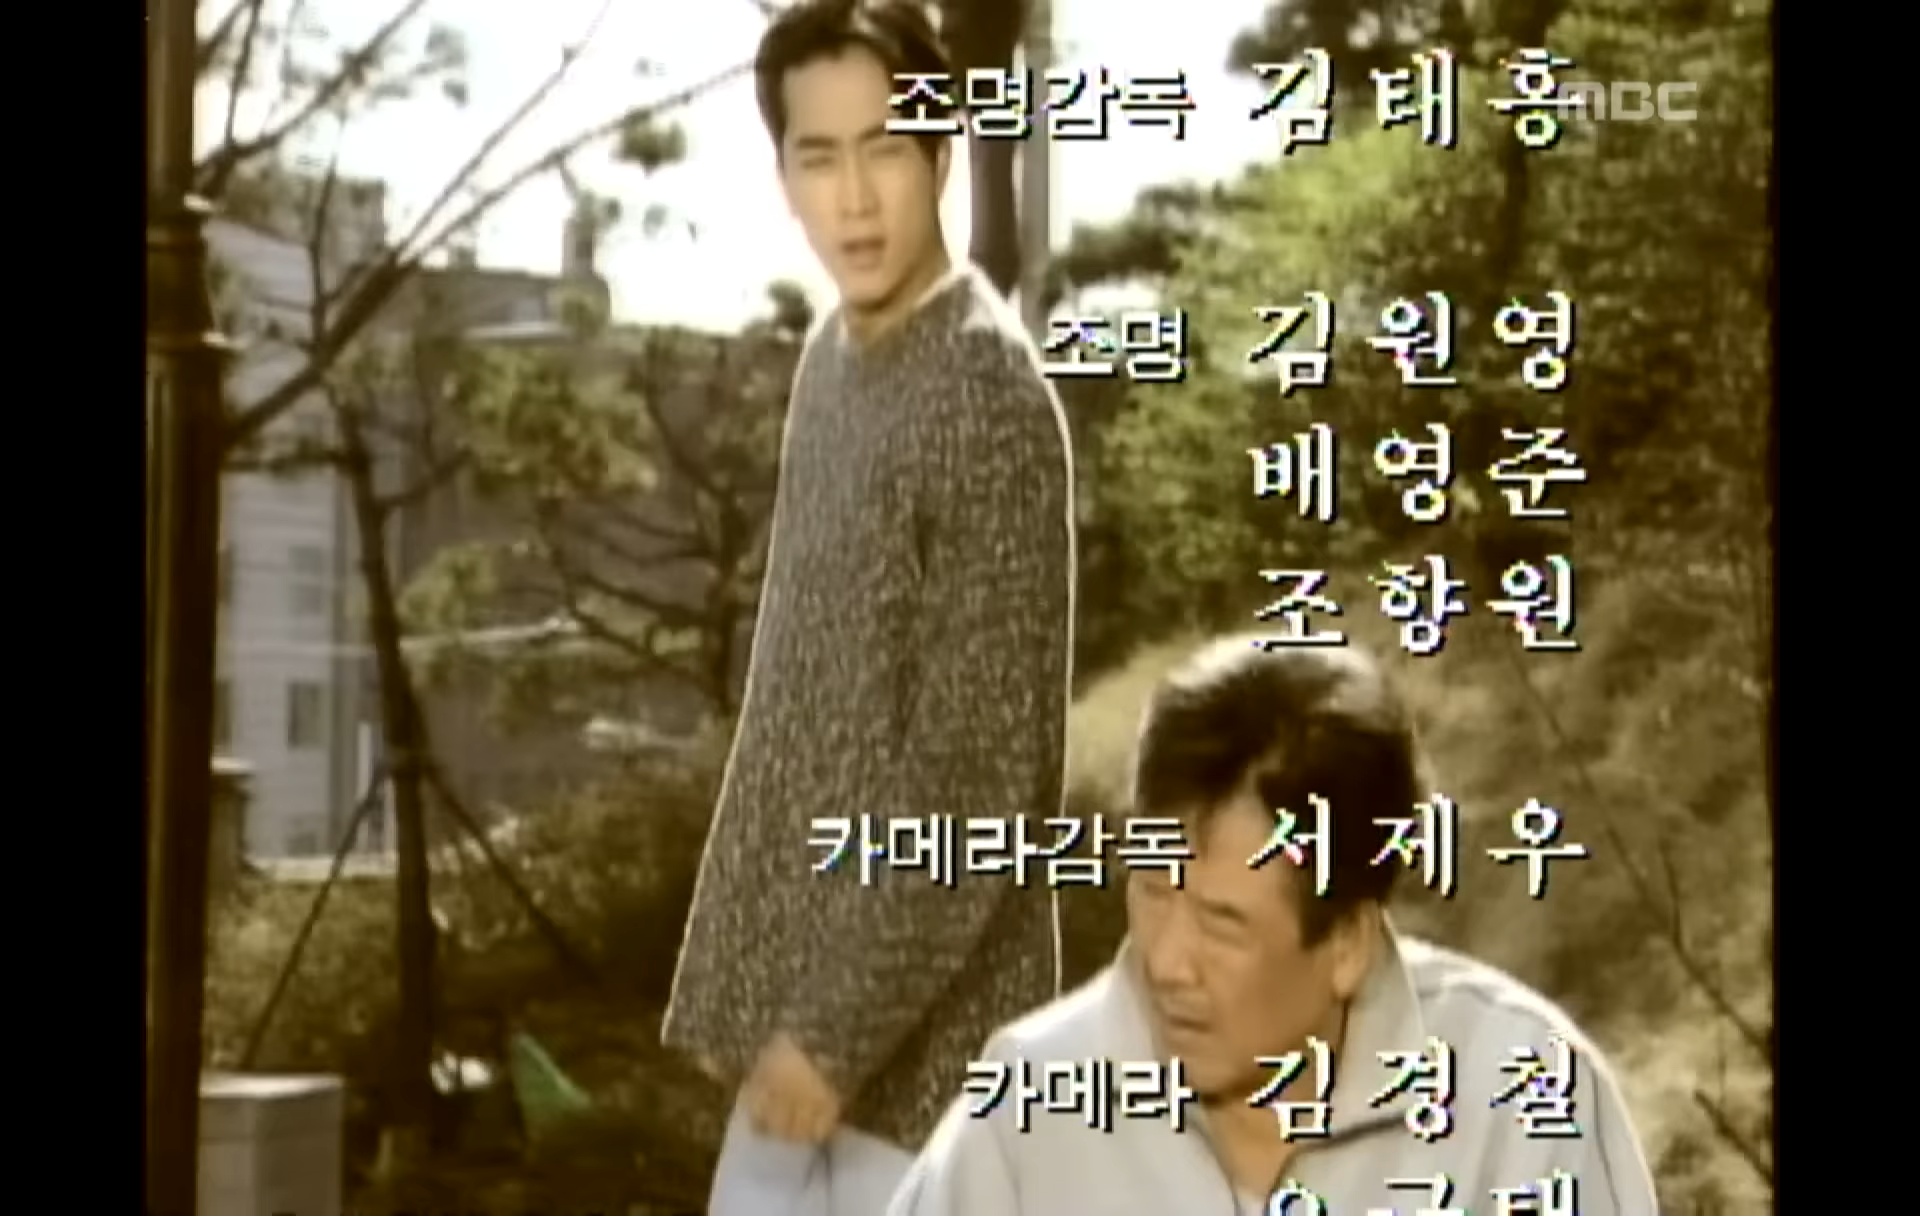 조명감독 김태홍
MBC
조명 김원영
배영준
조향원
카메라감독 서제우
카메라 김경철